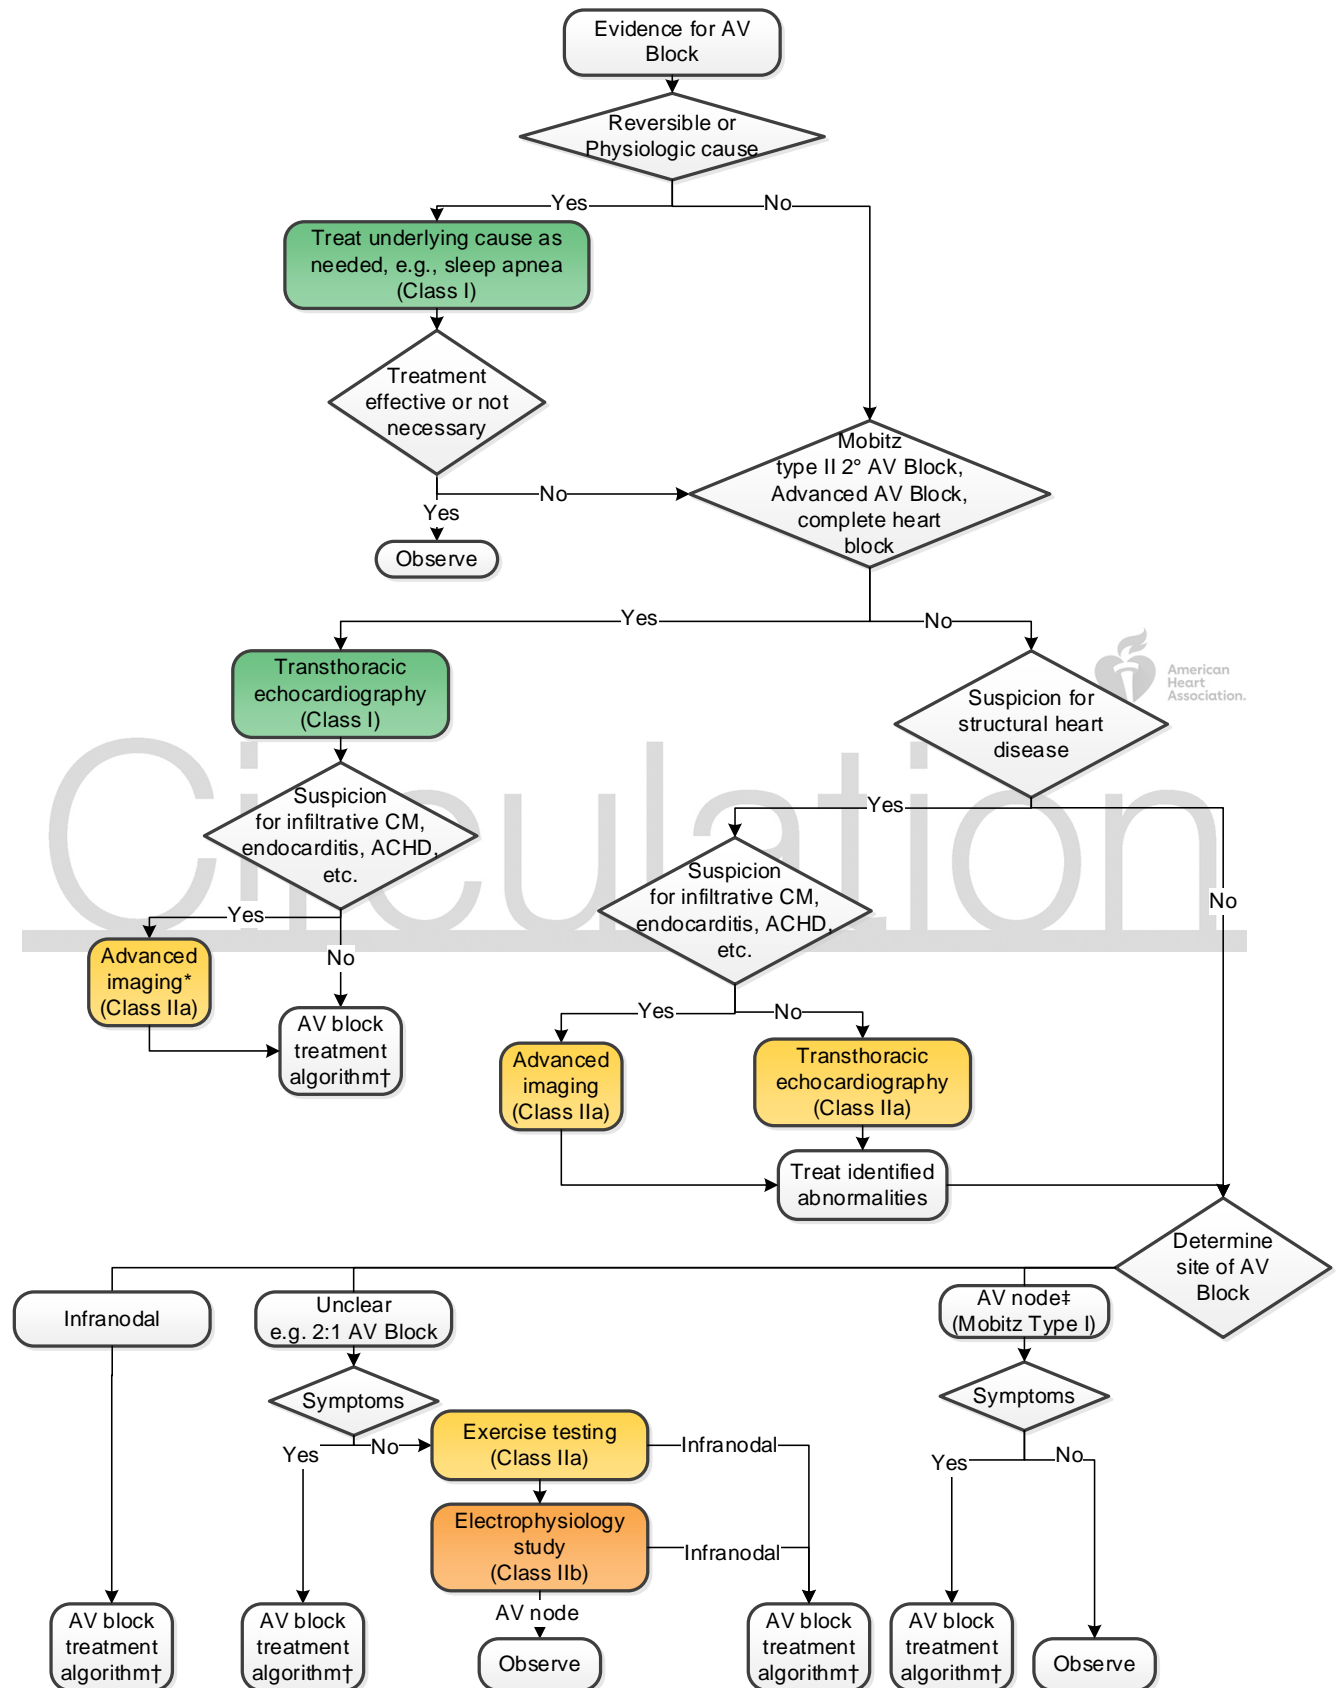 Evidence for AV
Block
Reversible or
Physiologic cause
Yes
No
Treat underlying cause as
needed, e.g., sleep apnea
(Class I)
Treatment
effective or not
necessary
No
Yes
Observe
Mobitz
type II 2° AV Block,
Advanced AV Block,
complete heart
block
Yes
No
Transthoracic
echocardiography
(Class I)
Suspicion for
structural heart
disease
American
Heart
Association.
Circulation
Suspicion
for infiltrative CM,
endocarditis, ACHD,
etc.
Yes
No
Advanced
imaging*
(Class IIa)
AV block
treatment
algorithm†
Yes
No
Suspicion
for infiltrative CM,
endocarditis, ACHD,
etc.
Yes
No
Advanced
imaging
(Class IIa)
Transthoracic
echocardiography
(Class IIa)
Treat identified
abnormalities
Determine
site of AV
Block
Infranodal
Unclear
e.g. 2:1 AV Block
AV node‡
(Mobitz Type I)
Symptoms
Yes
No
Exercise testing
(Class IIa)
Infranodal
Electrophysiology
study
(Class IIb)
Infranodal
AV node
Symptoms
Yes
No
AV block
treatment
algorithm†
AV block
treatment
algorithm†
Observe
AV block
treatment
algorithm†
AV block
treatment
algorithm†
Observe